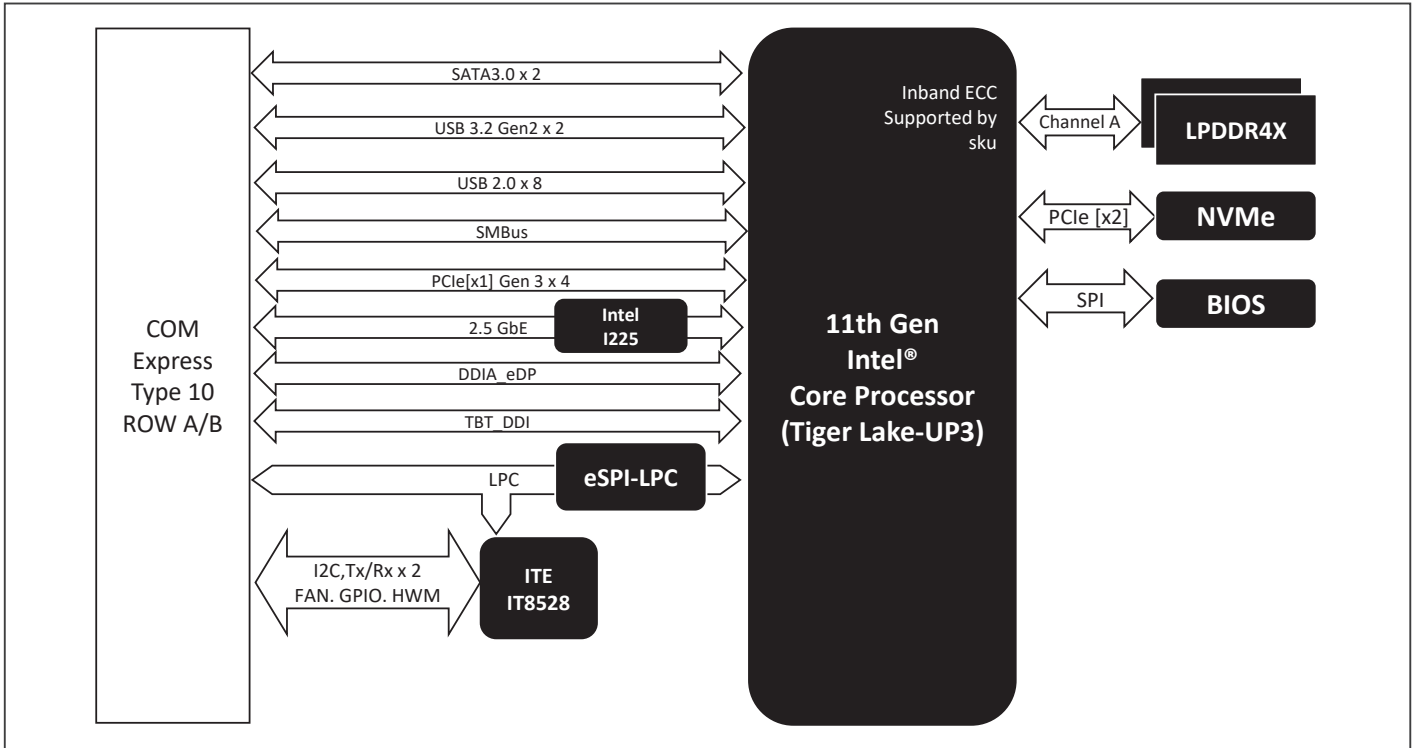 COM
Express
Type 10
ROW A/B
SATA3.0 x 2
USB 3.2 Gen2 x 2
USB 2.0 x 8
SMBus
PCIe[x1] Gen 3 x 4
2.5 GbE
Intel
I225
DDIA_eDP
TBT_DDI
LPC
eSPI-LPC
I2C,Tx/Rx x 2
FAN. GPIO. HWM
ITE
IT8528
Inband ECC
Supported by
sku
11th Gen
Intel®
Core Processor
(Tiger Lake-UP3)
Channel A
LPDDR4X
PCIe [x2]
NVMe
SPI
BIOS